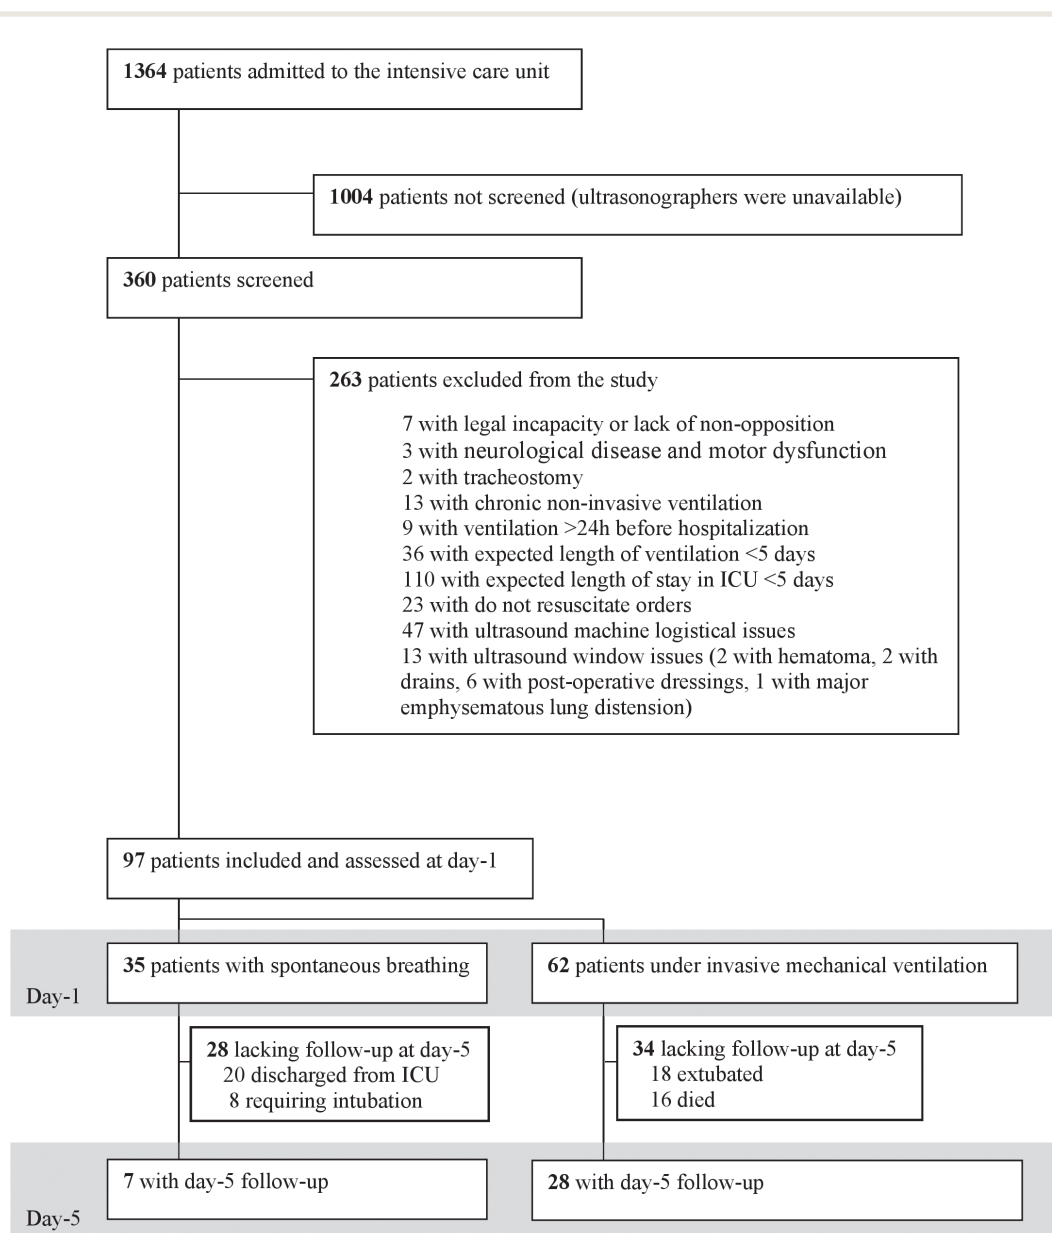 1364 patients admitted to the intensive care unit
1004 patients not screened (ultrasonographers were unavailable)
360 patients screened
263 patients excluded from the study
7 with legal incapacity or lack of non-opposition
3 with neurological disease and motor dysfunction
2 with tracheostomy
13 with chronic non-invasive ventilation
9 with ventilation >24h before hospitalization
36 with expected length of ventilation <5 days
110 with expected length of stay in ICU <5 days
23 with do not resuscitate orders
47 with ultrasound machine logistical issues
13 with ultrasound window issues (2 with hematoma, 2 with
drains, 6 with post-operative dressings, 1 with major
emphysematous lung distension)
97 patients included and assessed at day-1
35 patients with spontaneous breathing
62 patients under invasive mechanical ventilation
Day-1
28 lacking follow-up at day-5
20 discharged from ICU
8 requiring intubation
34 lacking follow-up at day-5
18 extubated
16 died
7 with day-5 follow-up
28 with day-5 follow-up
Day-5